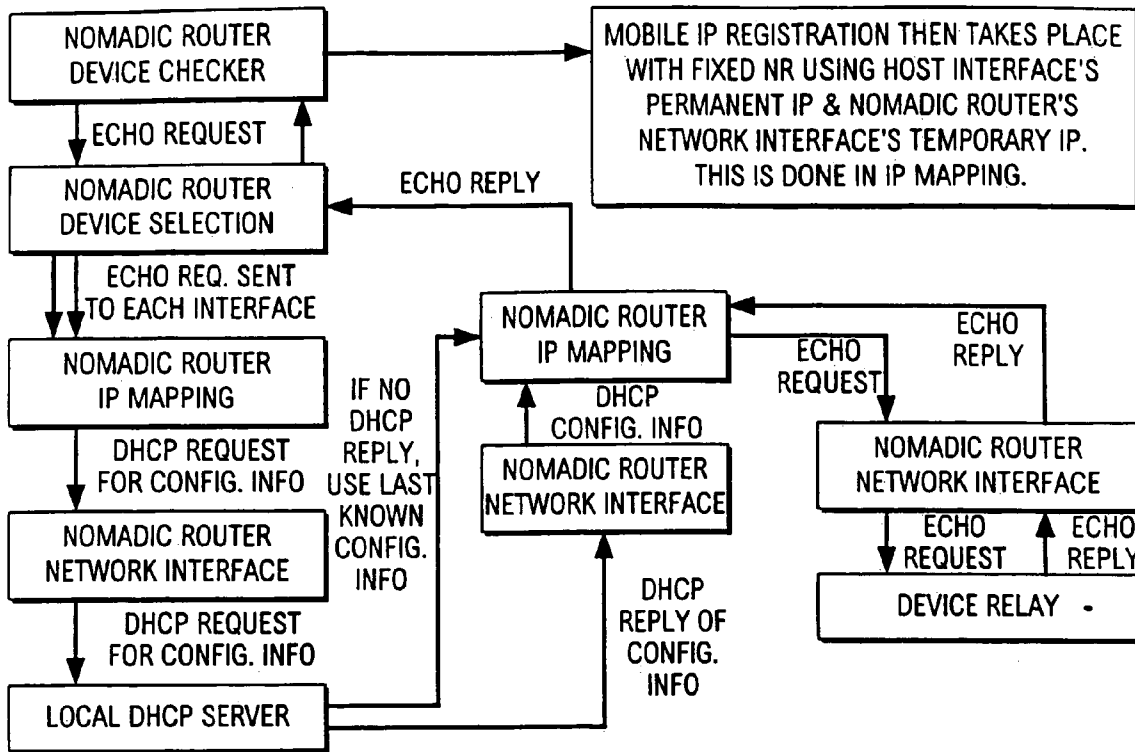 NOMADIC ROUTER
DEVICE CHECKER
MOBILE IP REGISTRATION THEN TAKES PLACE
WITH FIXED NR USING HOST INTERFACE'S
PERMANENT IP & NOMADIC ROUTER'S
NETWORK INTERFACE'S TEMPORARY IP.
THIS IS DONE IN IP MAPPING.
ECHO REQUEST
NOMADIC ROUTER
DEVICE SELECTION
ECHO REPLY
ECHO REQ. SENT
TO EACH INTERFACE
NOMADIC ROUTER
IP MAPPING
DHCP REQUEST
FOR CONFIG. INFO
NOMADIC ROUTER
NETWORK INTERFACE
DHCP REQUEST
FOR CONFIG. INFO
LOCAL DHCP SERVER
IF NO
DHCP
REPLY,
USE LAST
KNOWN
CONFIG.
INFO
NOMADIC ROUTER
IP MAPPING
DHCP
CONFIG. INFO
NOMADIC ROUTER
NETWORK INTERFACE
DHCP
REPLY OF
CONFIG.
INFO
ECHO
REQUEST
ECHO
REPLY
NOMADIC ROUTER
NETWORK INTERFACE
ECHO
REQUEST
ECHO
REPLY
DEVICE RELAY